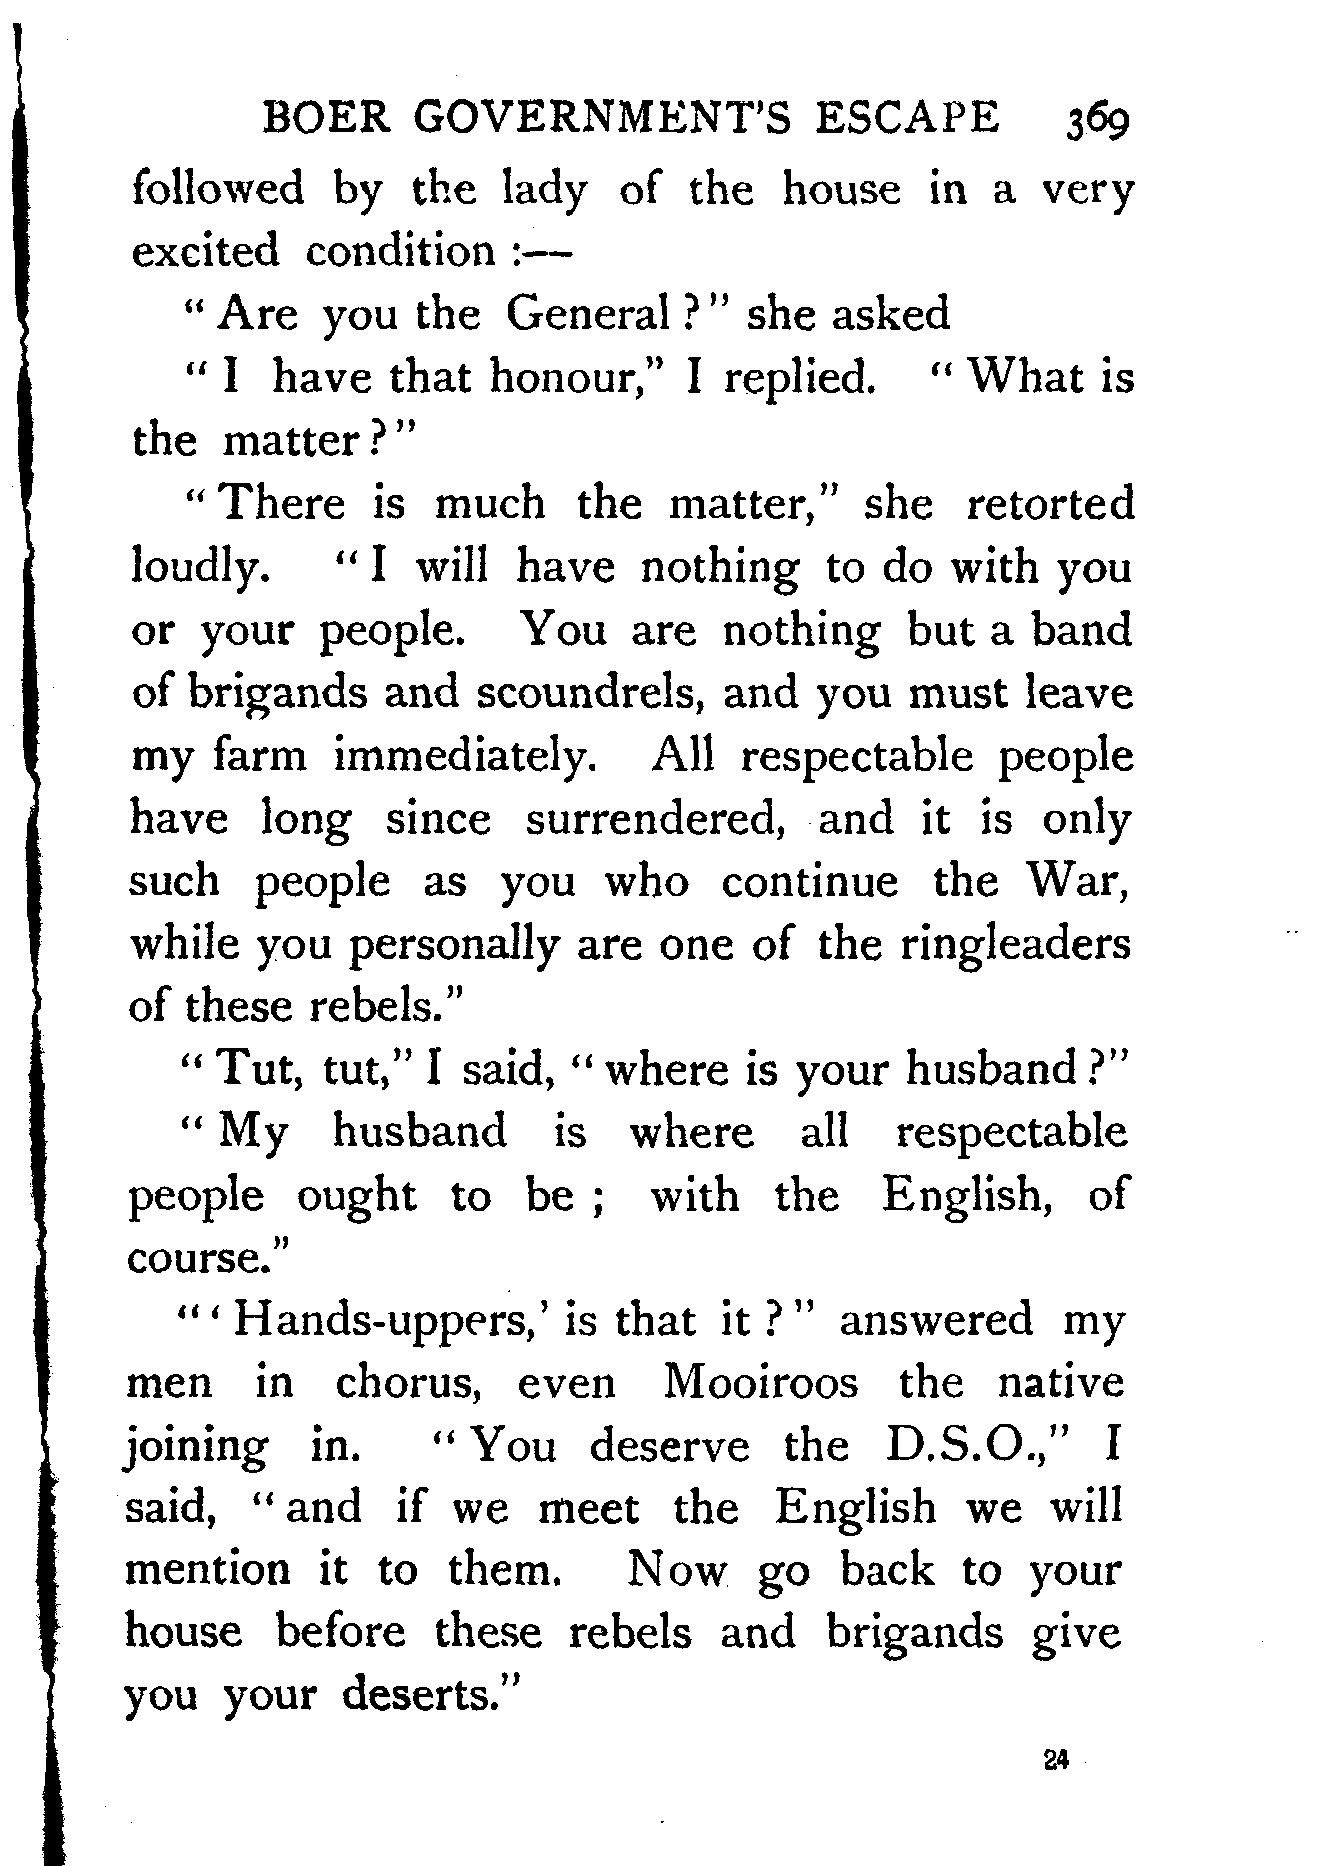 BOER GOVERNMENT'S ESCAPE 369
followed by the lady of the house in a very
excited condition :—
" Are you the General ?" she asked
" I have that honour," I replied. " What is
the matter ?"
" There is much the matter," she retorted
loudly. " I will have nothing to do with you
or your people. You are nothing but a band
of brigands and scoundrels, and you must leave
my farm immediately. All respectable people
have long since surrendered, and it is only
such people as you who continue the War,
while you personally are one of the ringleaders
of these rebels."
" Tut, tut," I said, " where is your husband ?"
" My husband is where all respectable
people ought to be ; with the English, of
course."
" ' Hands-uppers,' is that it ? " answered my
men in chorus, even Mooiroos the native
joining in. " You deserve the D.S.O.," I
said, " and if we meet the English we will
mention it to them. Now go back to your
house before these rebels and brigands give
you your deserts."
24